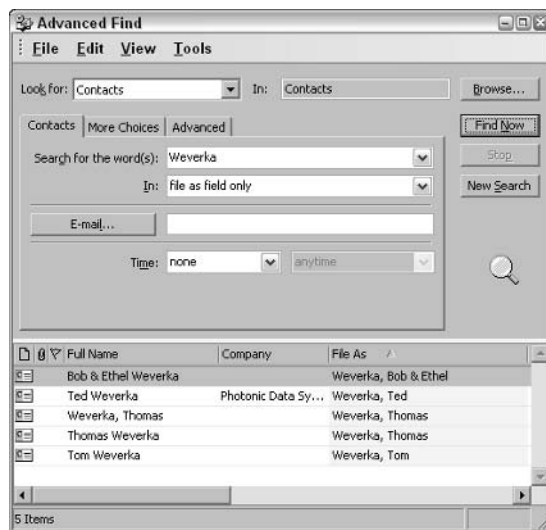 Advanced Find
File Edit View Tools
Look for: Contacts In: Contacts Browse...
Contacts More Choices Advanced Find Now
Search for the word(s): Weverka Stop
In: file as field only New Search
E-mail...
Time: none anytime
Full Name Company File As
Bob & Ethel Weverka Weverka, Bob & Ethel
Ted Weverka Photonic Data Sy... Weverka, Ted
Weverka, Thomas Weverka, Thomas
Thomas Weverka Weverka, Thomas
Tom Weverka Weverka, Tom
5 Items